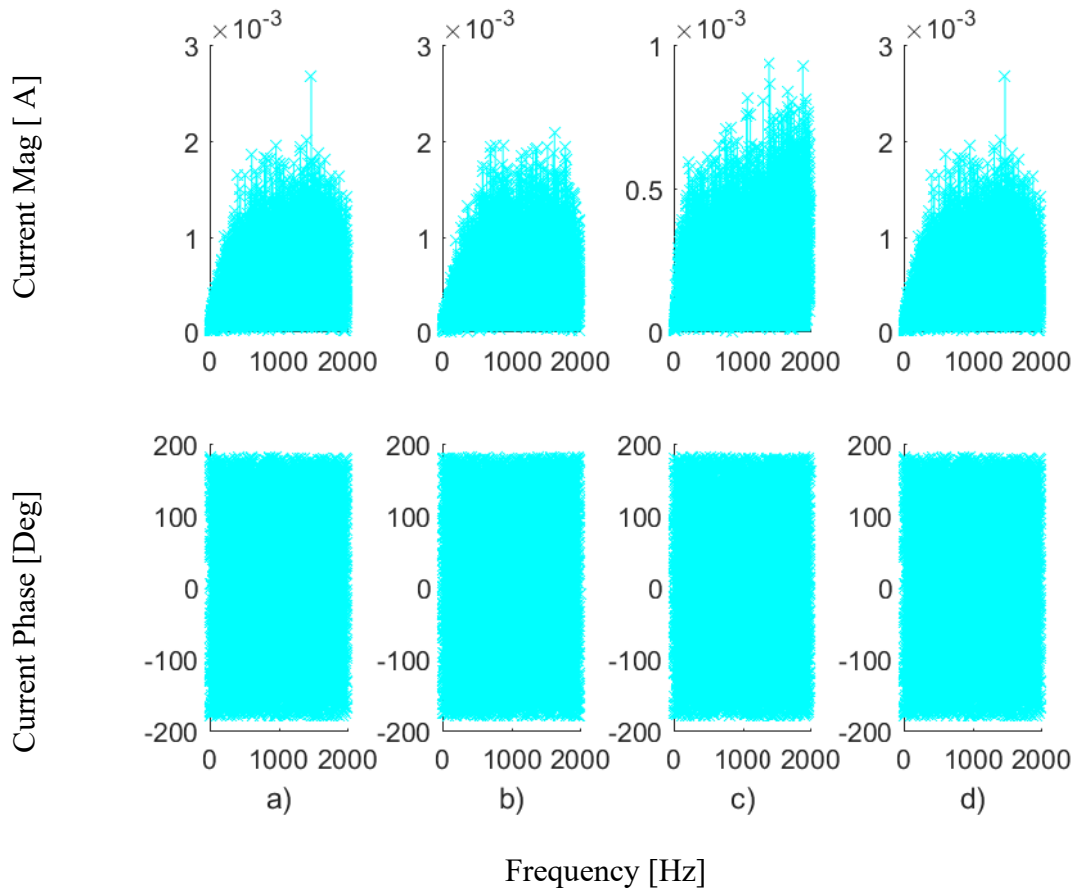 ×10⁻³ ×10⁻³ ×10⁻³ ×10⁻³
3 3 1 3
2 2 2
0.5
1 1 1
0 0 0 0
0 1000 2000 0 1000 2000 0 1000 2000 0 1000 2000
Current Mag [ A]
200 200 200 200
100 100 100 100
0 0 0 0
-100 -100 -100 -100
-200 -200 -200 -200
0 1000 2000 0 1000 2000 0 1000 2000 0 1000 2000
Current Phase [Deg]
a) b) c) d)
Frequency [Hz]